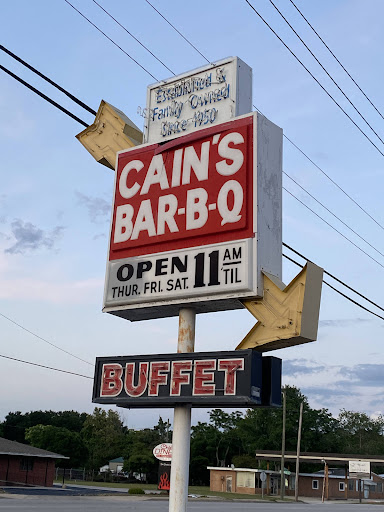 Established &
Family Owned
Since 1950
CAIN'S
BAR-B-Q
OPEN 11 AM
THUR. FRI. SAT. 'TIL
BUFFET